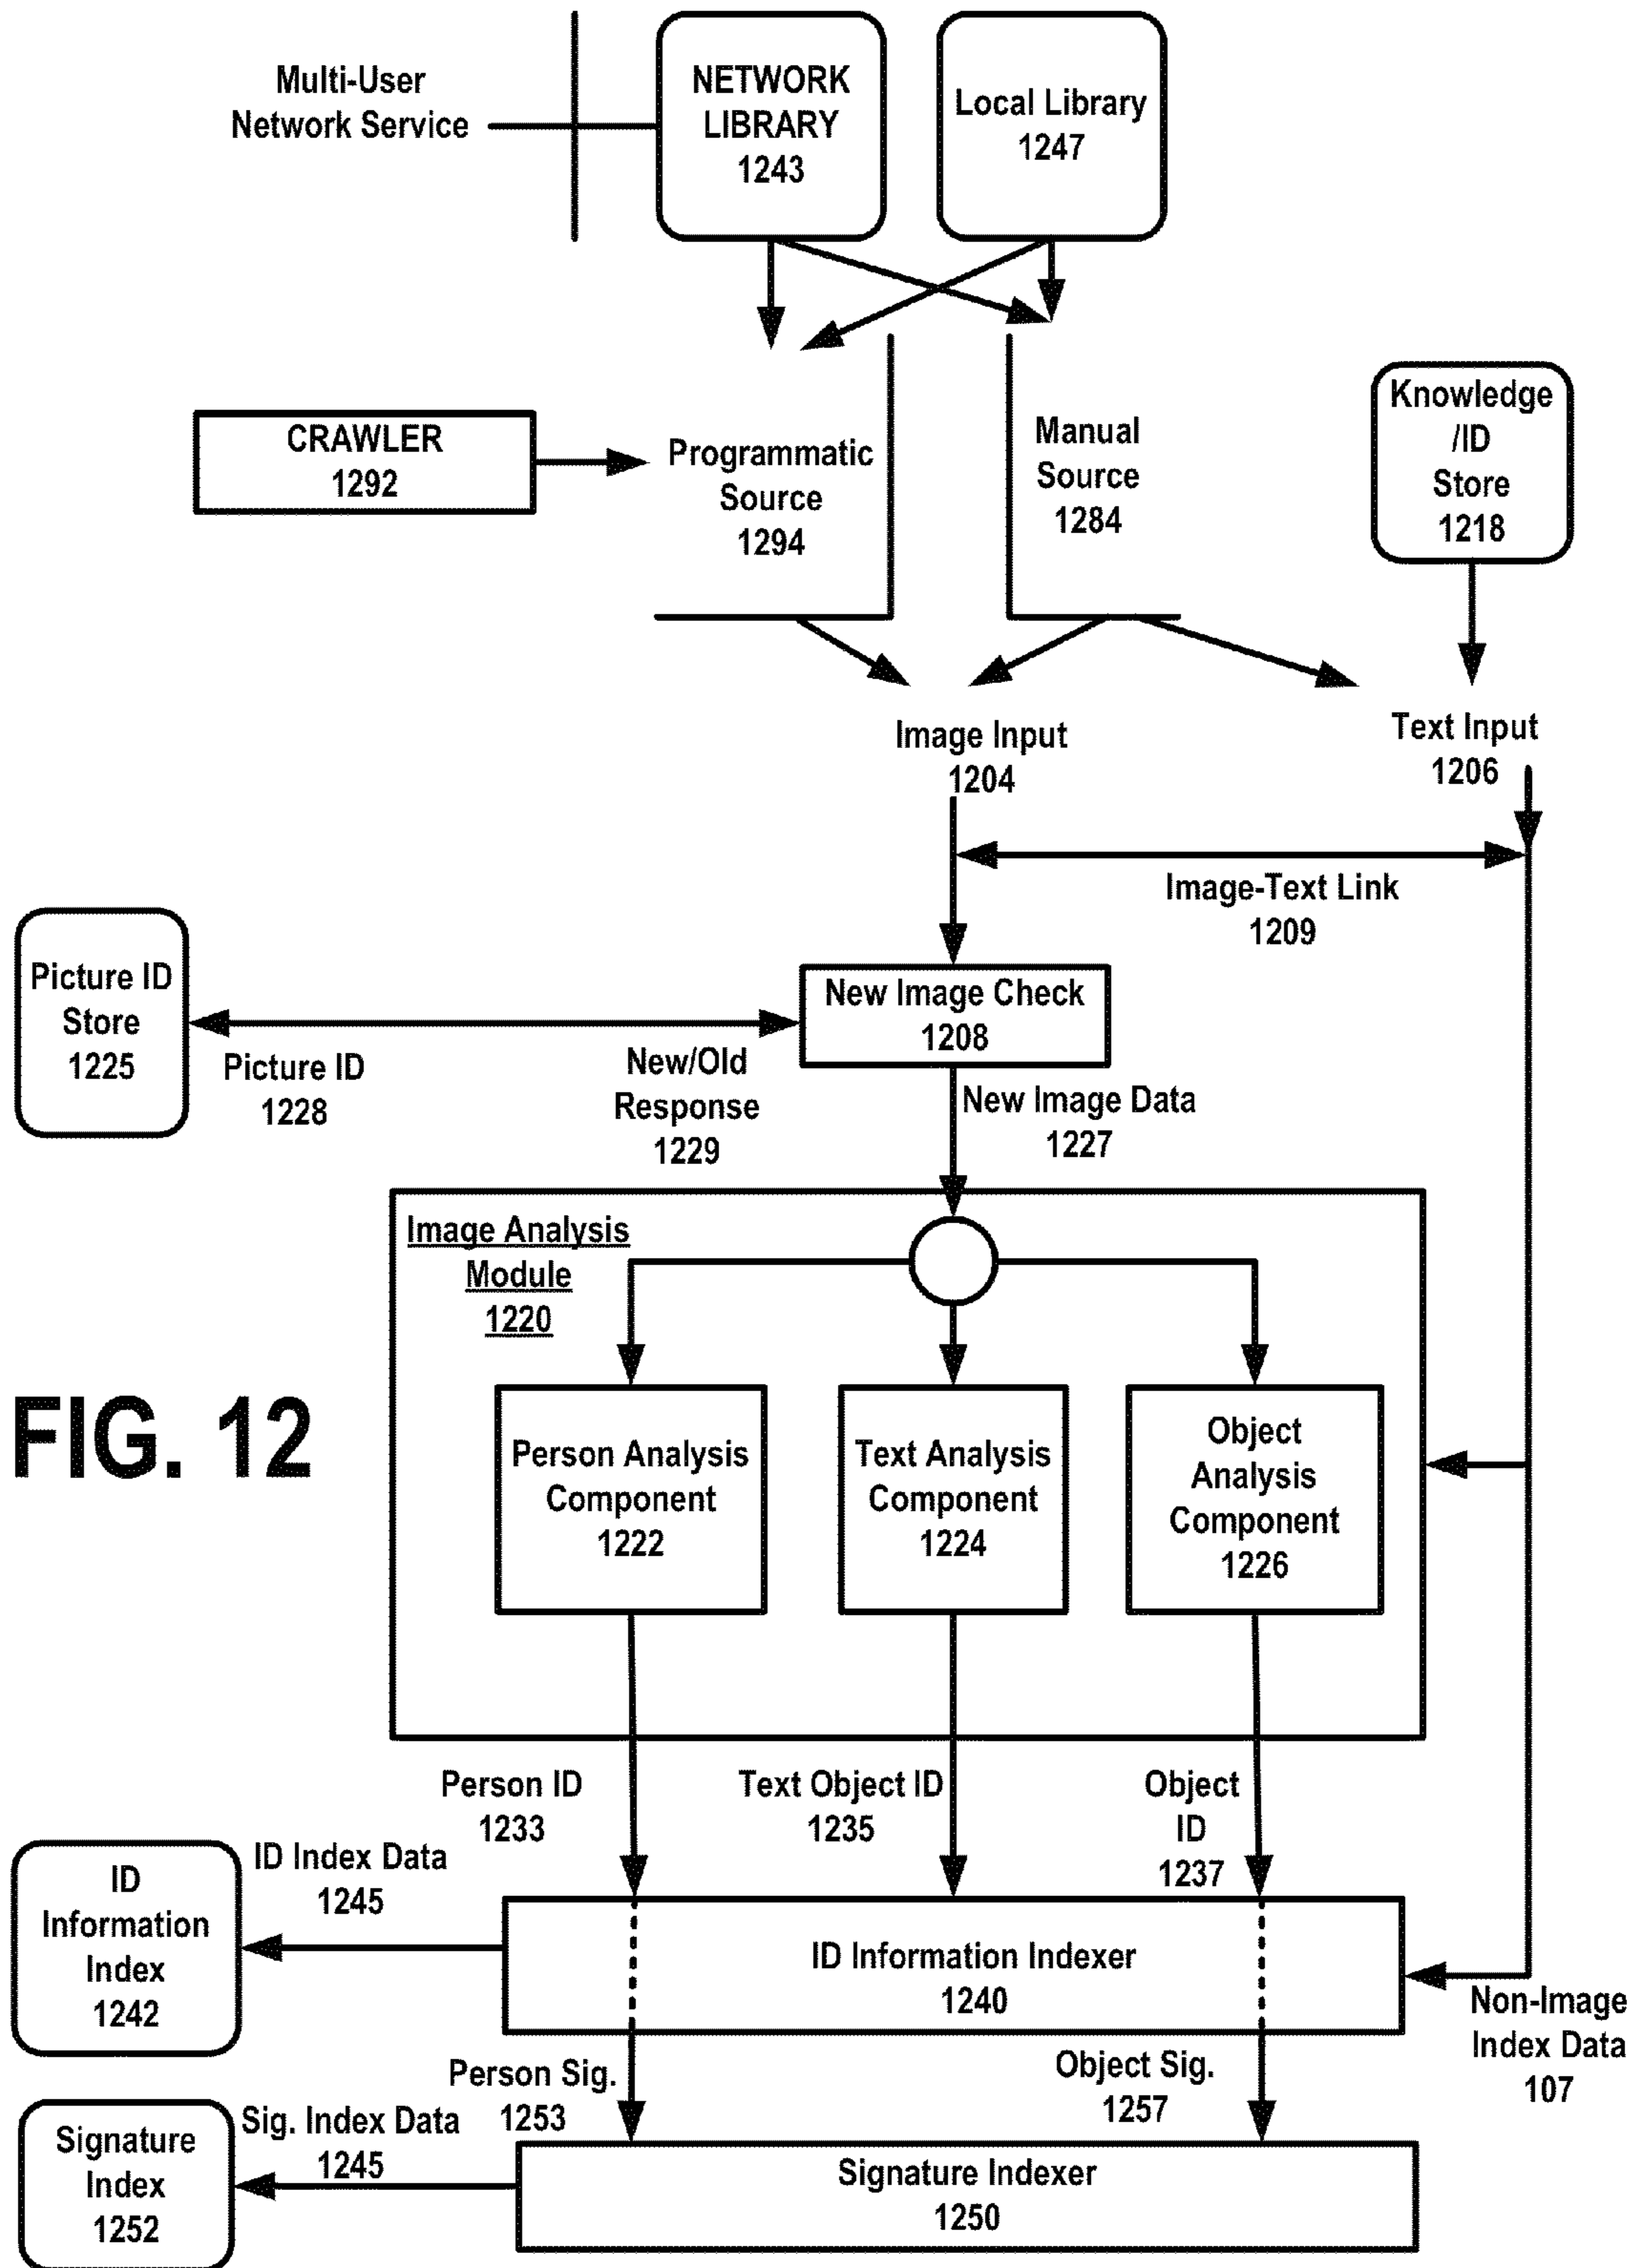 Multi-User
Network Service
NETWORK
LIBRARY
1243
Local Library
1247
CRAWLER
1292
Programmatic
Source
1294
Manual
Source
1284
Knowledge
/ID
Store
1218
Image Input
1204
Text Input
1206
Image-Text Link
1209
Picture ID
Store
1225
Picture ID
1228
New/Old
Response
1229
New Image Check
1208
New Image Data
1227
Image Analysis
Module
1220
FIG. 12
Person Analysis
Component
1222
Text Analysis
Component
1224
Object
Analysis
Component
1226
Person ID
1233
Text Object ID
1235
Object
ID
1237
ID
Information
Index
1242
ID Index Data
1245
ID Information Indexer
1240
Non-Image
Index Data
107
Person Sig.
1253
Object Sig.
1257
Signature
Index
1252
Sig. Index Data
1245
Signature Indexer
1250